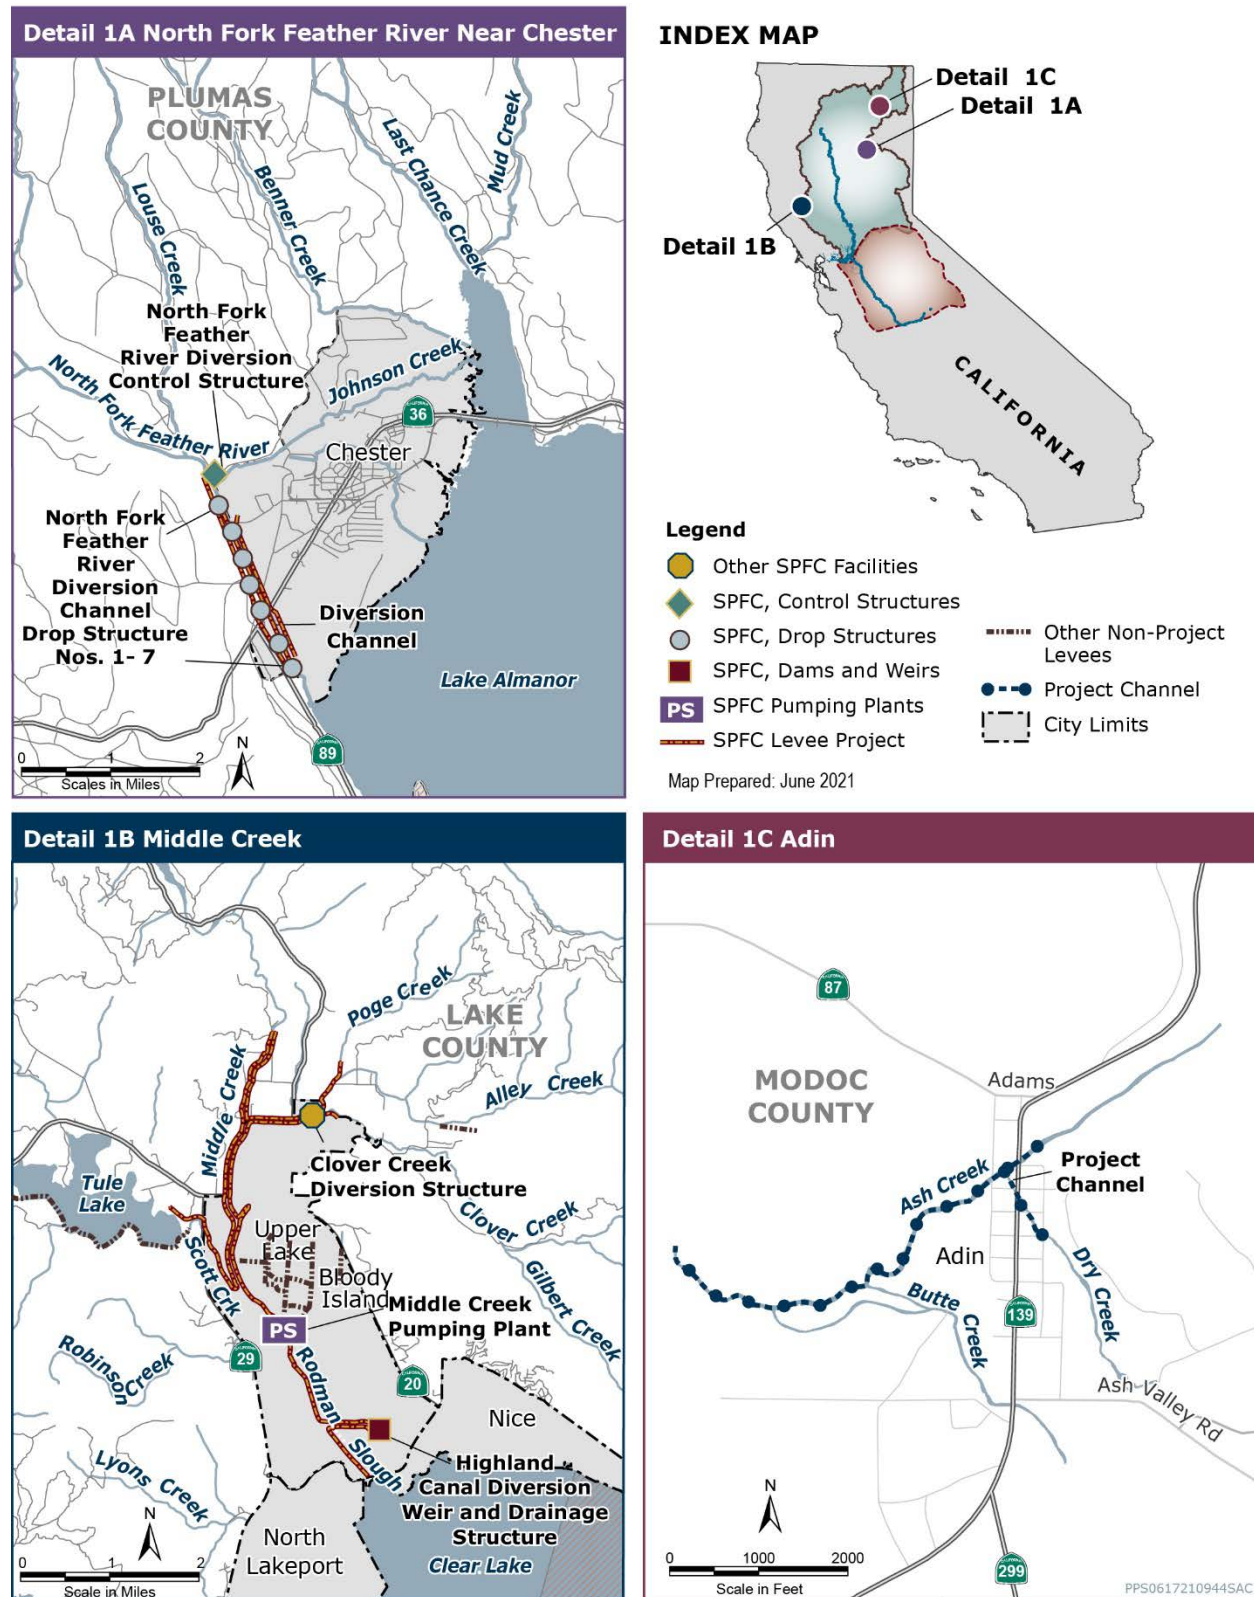 Detail 1A North Fork Feather River Near Chester
PLUMAS
COUNTY
Louse Creek
Benner Creek
Last Chance Creek
Mud Creek
North Fork
Feather
River Diversion
Control Structure
North Fork Feather River
Johnson Creek
36
Chester
North Fork
Feather
River
Diversion
Channel
Drop Structure
Nos. 1- 7
Diversion
Channel
Lake Almanor
89
N
0 1 2
Scales in Miles
INDEX MAP
Detail 1C
Detail 1A
Detail 1B
CALIFORNIA
Legend
Other SPFC Facilities
SPFC, Control Structures
SPFC, Drop Structures
SPFC, Dams and Weirs
PS SPFC Pumping Plants
SPFC Levee Project
Other Non-Project
Levees
Project Channel
City Limits
Map Prepared: June 2021
Detail 1B Middle Creek
Poge Creek
LAKE
COUNTY
Middle Creek
Alley Creek
Clover Creek
Diversion Structure
Tule
Lake
Clover Creek
Scott Crk
Upper
Lake
Bloody
Island
Gilbert Creek
Middle Creek
Pumping Plant
PS
29
Robinson
Creek
20
Rodman Slough
Nice
Lyons Creek
Highland
Canal Diversion
Weir and Drainage
Structure
North
Lakeport
Clear Lake
N
0 1 2
Scale in Miles
Detail 1C Adin
87
MODOC
COUNTY
Adams
Ash Creek
Project
Channel
Adin
Dry Creek
Butte
Creek
139
Ash Valley Rd
N
0 1000 2000
Scale in Feet
299
PPS0617210944SAC